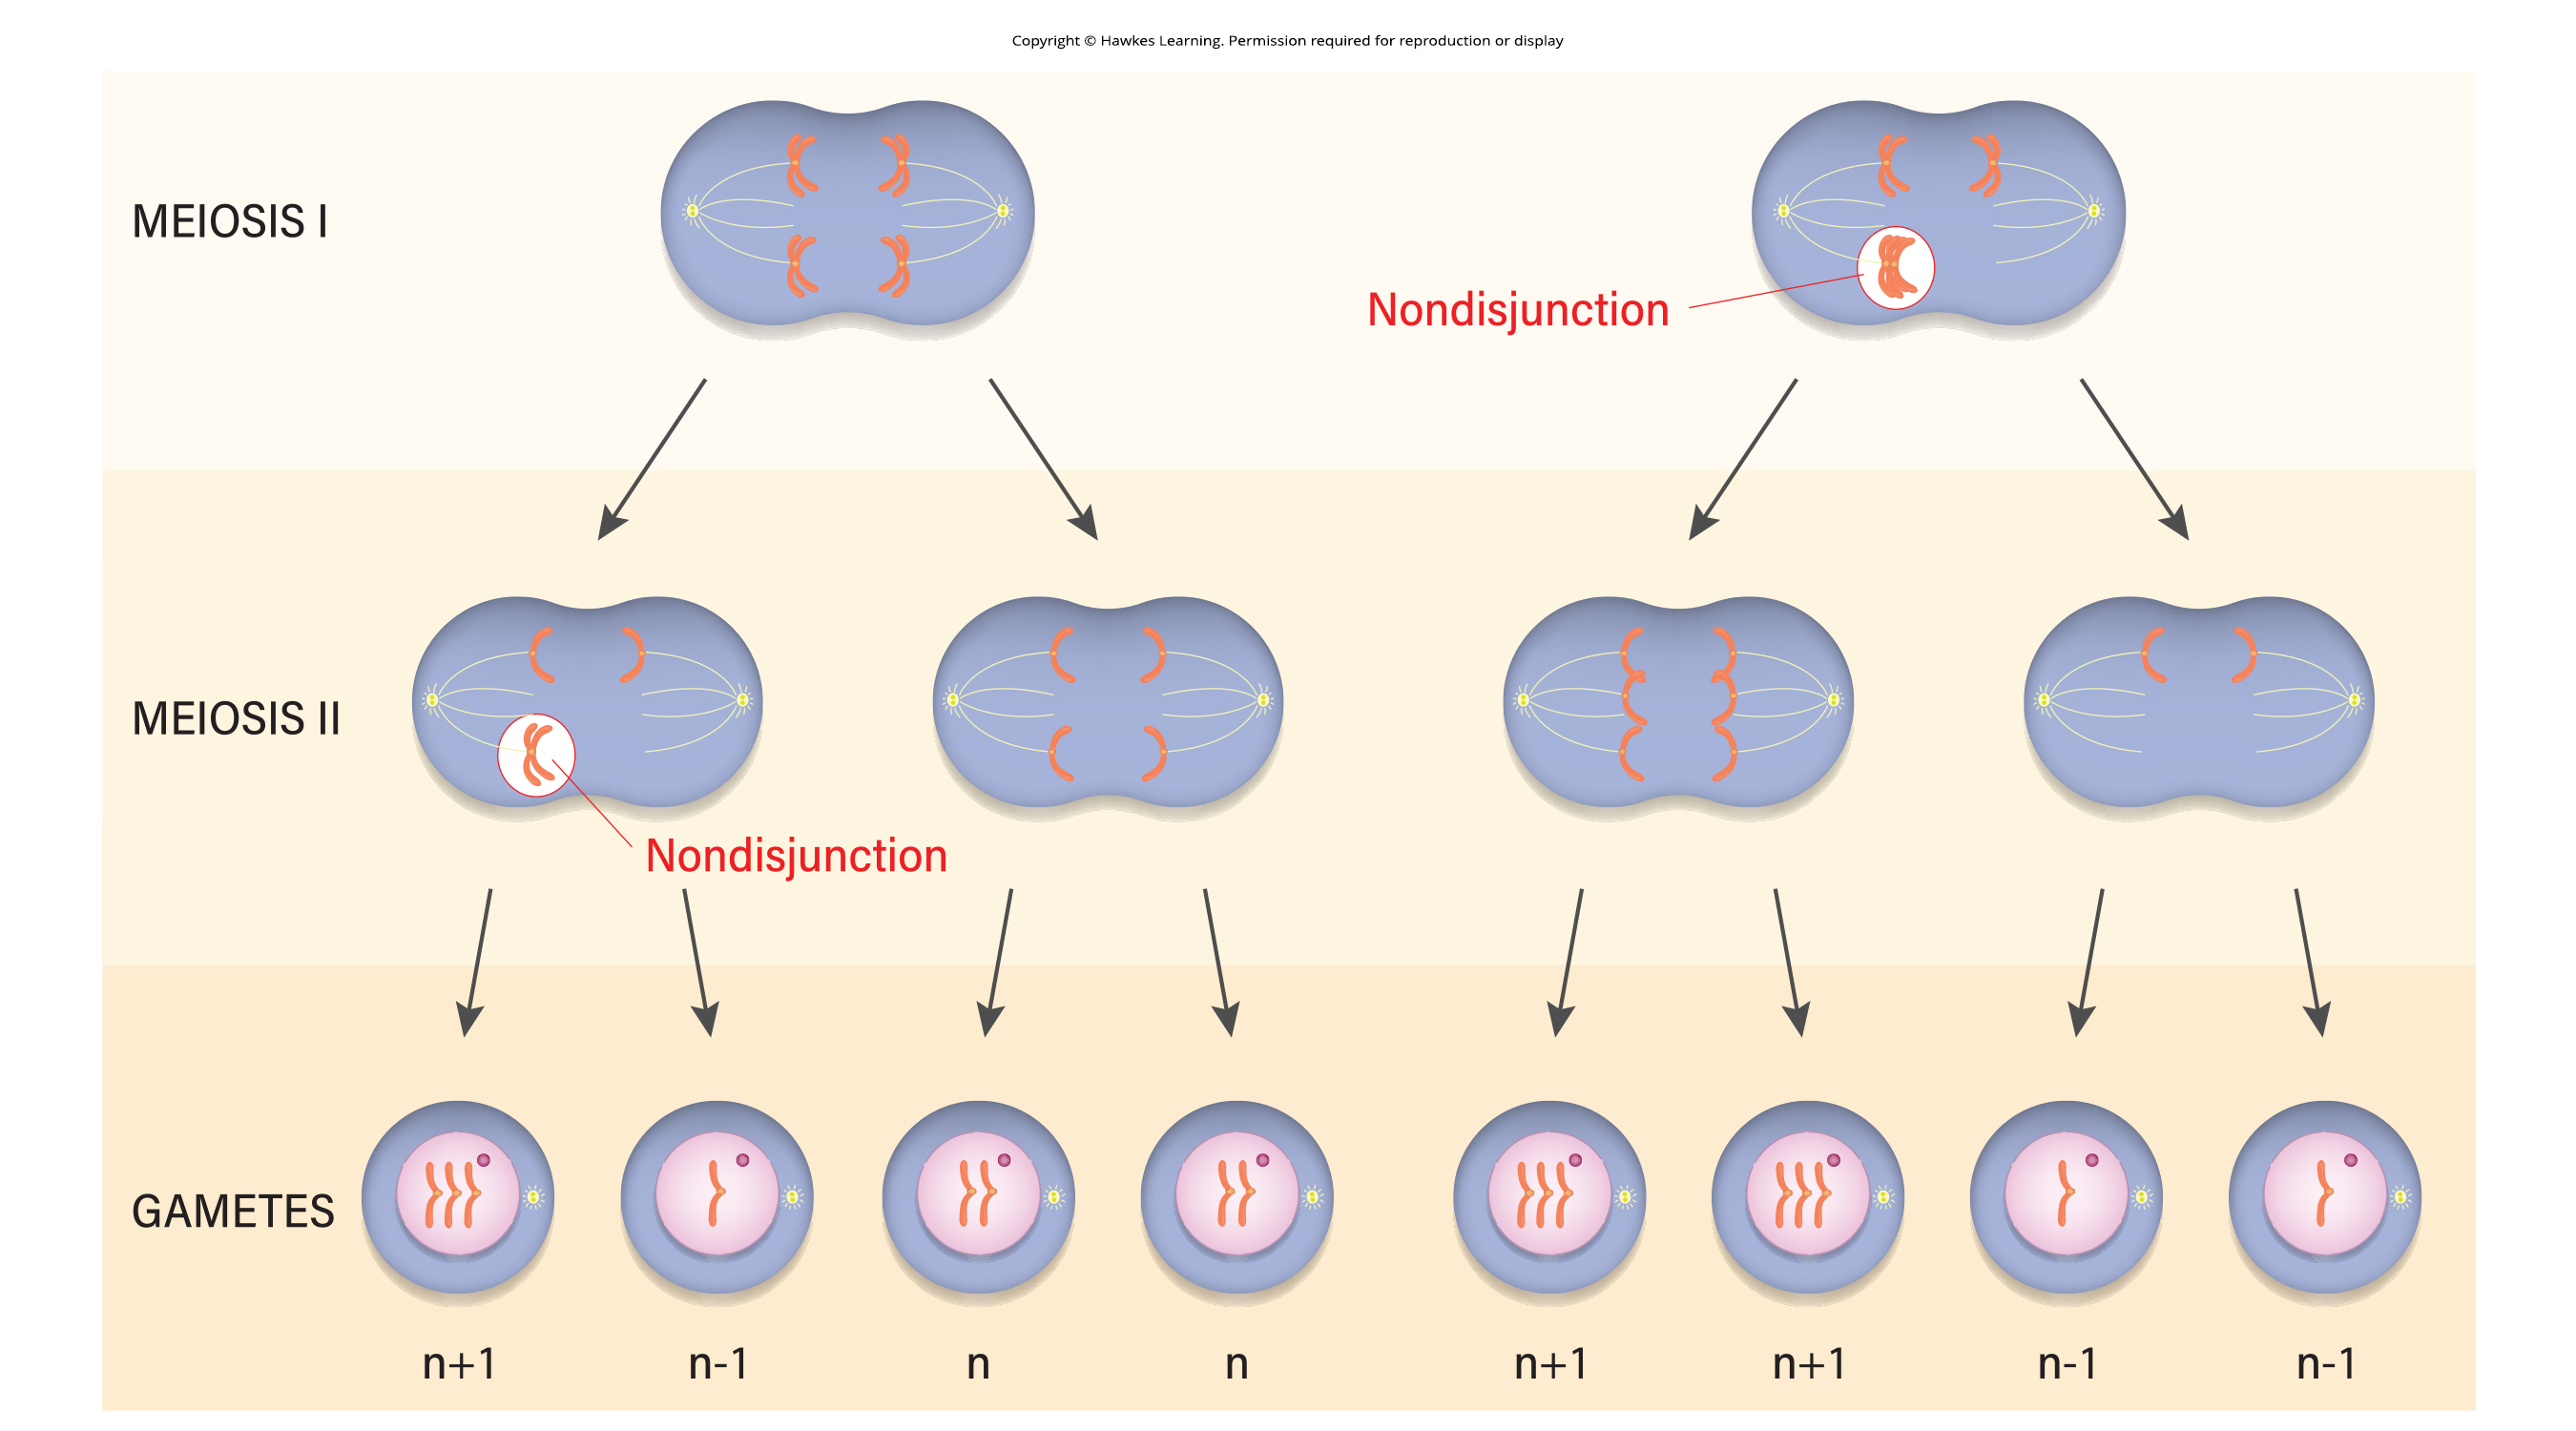 Copyright © Hawkes Learning. Permission required for reproduction or display
MEIOSIS I
Nondisjunction
MEIOSIS II
Nondisjunction
GAMETES
n+1 n-1 n n n+1 n+1 n-1 n-1